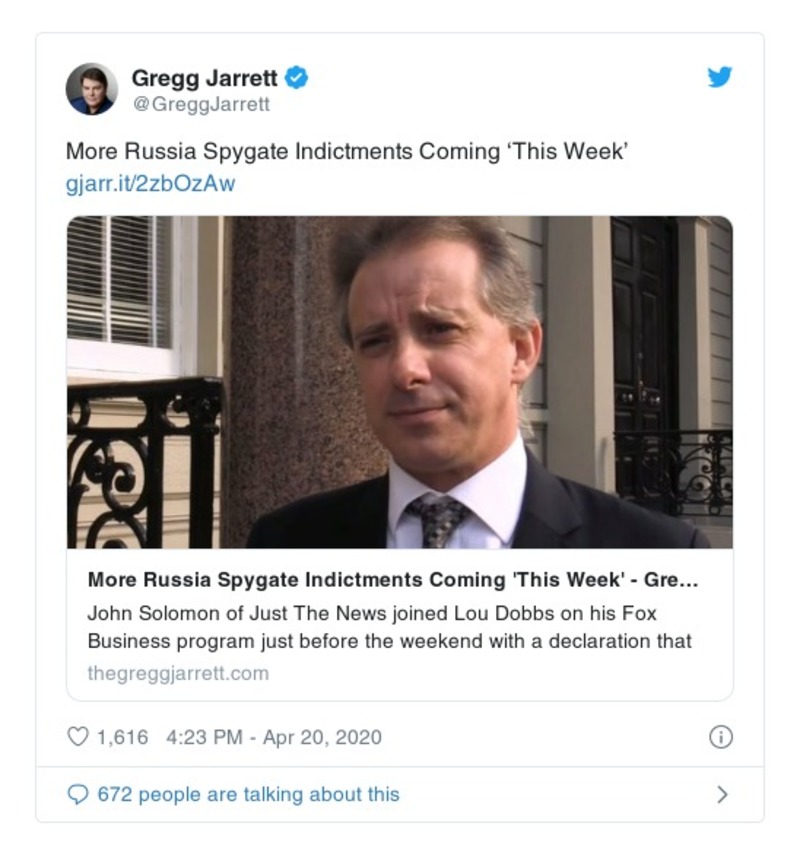 Gregg Jarrett
@GreggJarrett
More Russia Spygate Indictments Coming ‘This Week’
gjarr.it/2zbOzAw
More Russia Spygate Indictments Coming 'This Week' - Gre...
John Solomon of Just The News joined Lou Dobbs on his Fox
Business program just before the weekend with a declaration that
thegreggjarrett.com
1,616 4:23 PM - Apr 20, 2020
672 people are talking about this